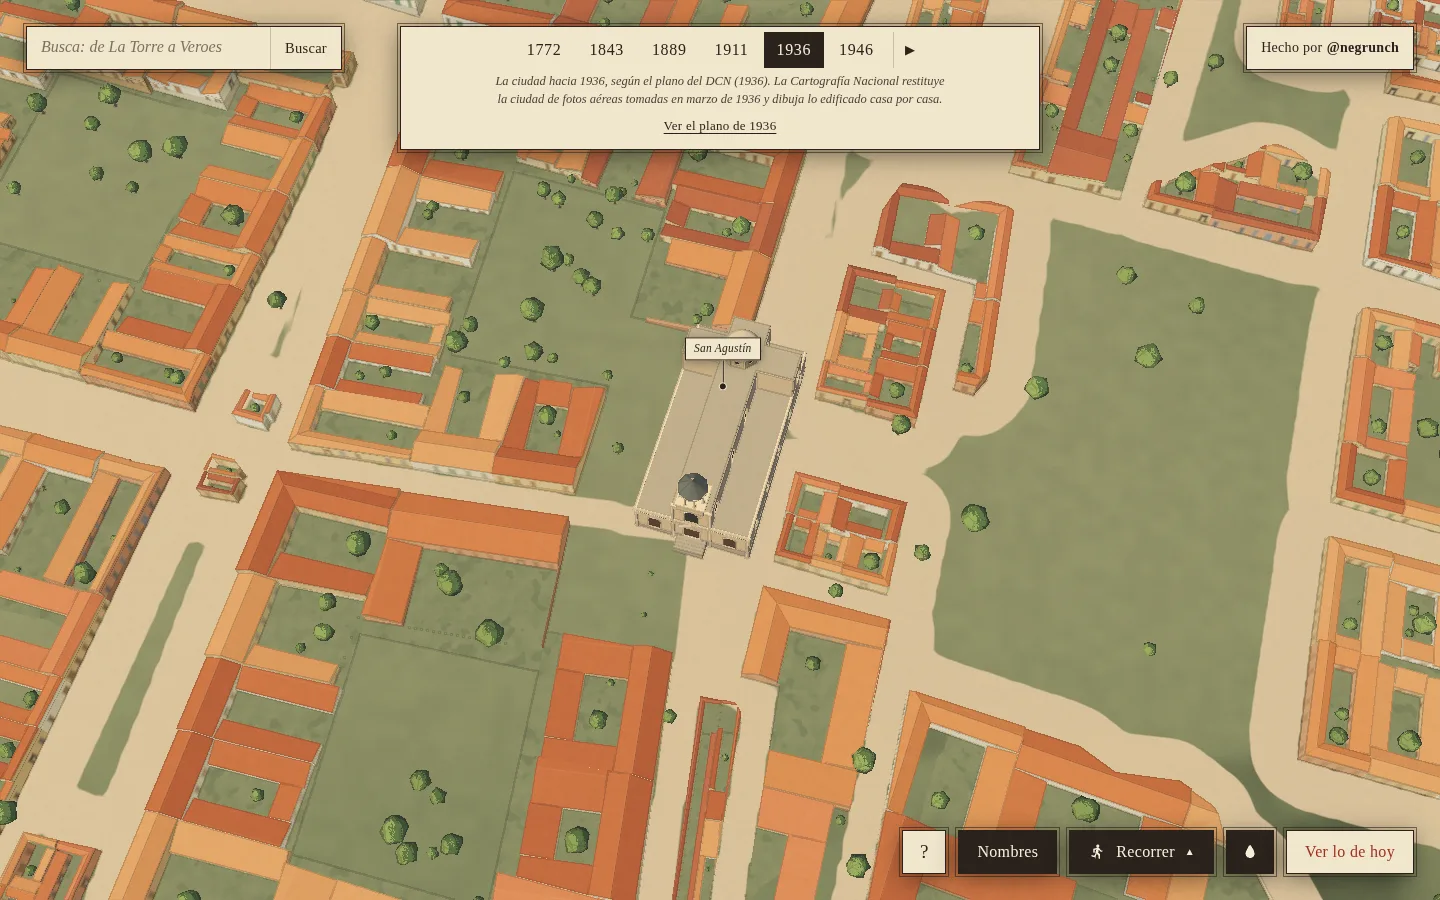 Busca: de La Torre a Veroes
Buscar
1772 1843 1889 1911 1936 1946 ▶
La ciudad hacia 1936, según el plano del DCN (1936). La Cartografía Nacional restituye
la ciudad de fotos aéreas tomadas en marzo de 1936 y dibuja lo edificado casa por casa.
Ver el plano de 1936
Hecho por @negrunch
San Agustín
?
Nombres
Recorrer ▲
Ver lo de hoy